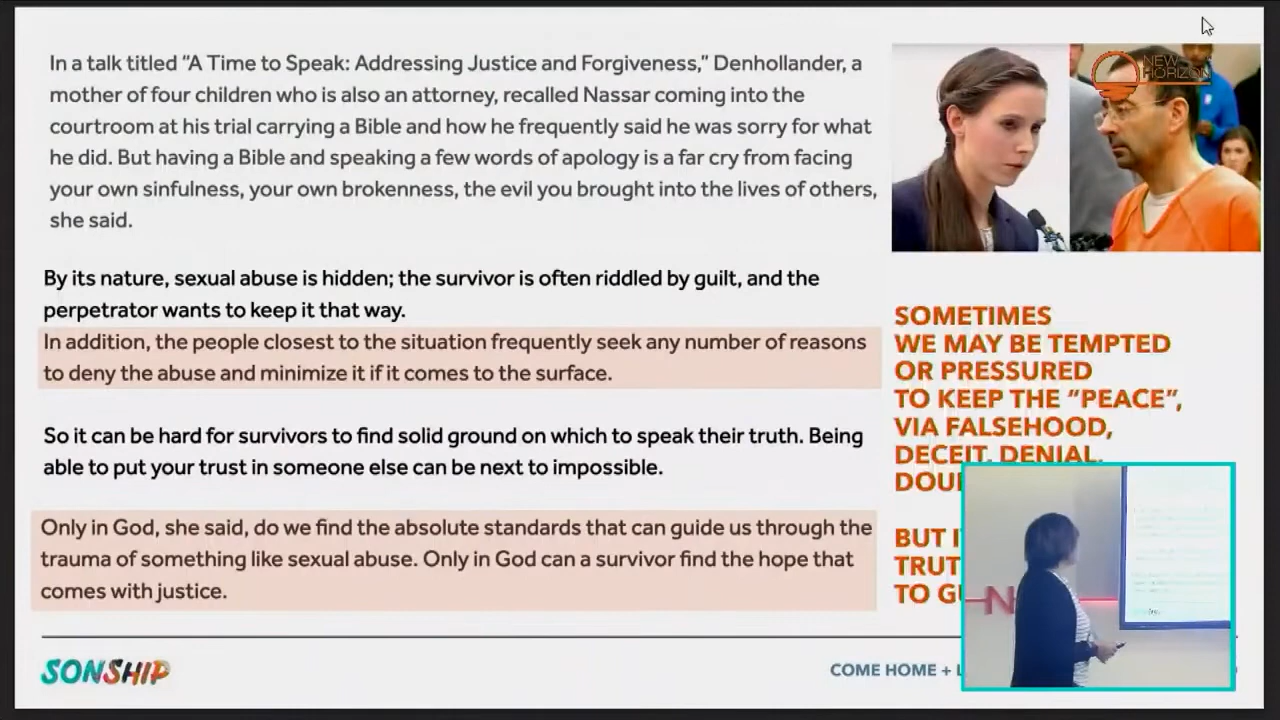 In a talk titled “A Time to Speak: Addressing Justice and Forgiveness,” Denhollander, a
mother of four children who is also an attorney, recalled Nassar coming into the
courtroom at his trial carrying a Bible and how he frequently said he was sorry for what
he did. But having a Bible and speaking a few words of apology is a far cry from facing
your own sinfulness, your own brokenness, the evil you brought into the lives of others,
she said.
By its nature, sexual abuse is hidden; the survivor is often riddled by guilt, and the
perpetrator wants to keep it that way.
In addition, the people closest to the situation frequently seek any number of reasons
to deny the abuse and minimize it if it comes to the surface.
So it can be hard for survivors to find solid ground on which to speak their truth. Being
able to put your trust in someone else can be next to impossible.
Only in God, she said, do we find the absolute standards that can guide us through the
trauma of something like sexual abuse. Only in God can a survivor find the hope that
comes with justice.
NEW
HORIZON
SOMETIMES
WE MAY BE TEMPTED
OR PRESSURED
TO KEEP THE “PEACE”,
VIA FALSEHOOD,
DECEIT, DENIAL,
BUT
TO
SONSHIP
COME HOME +